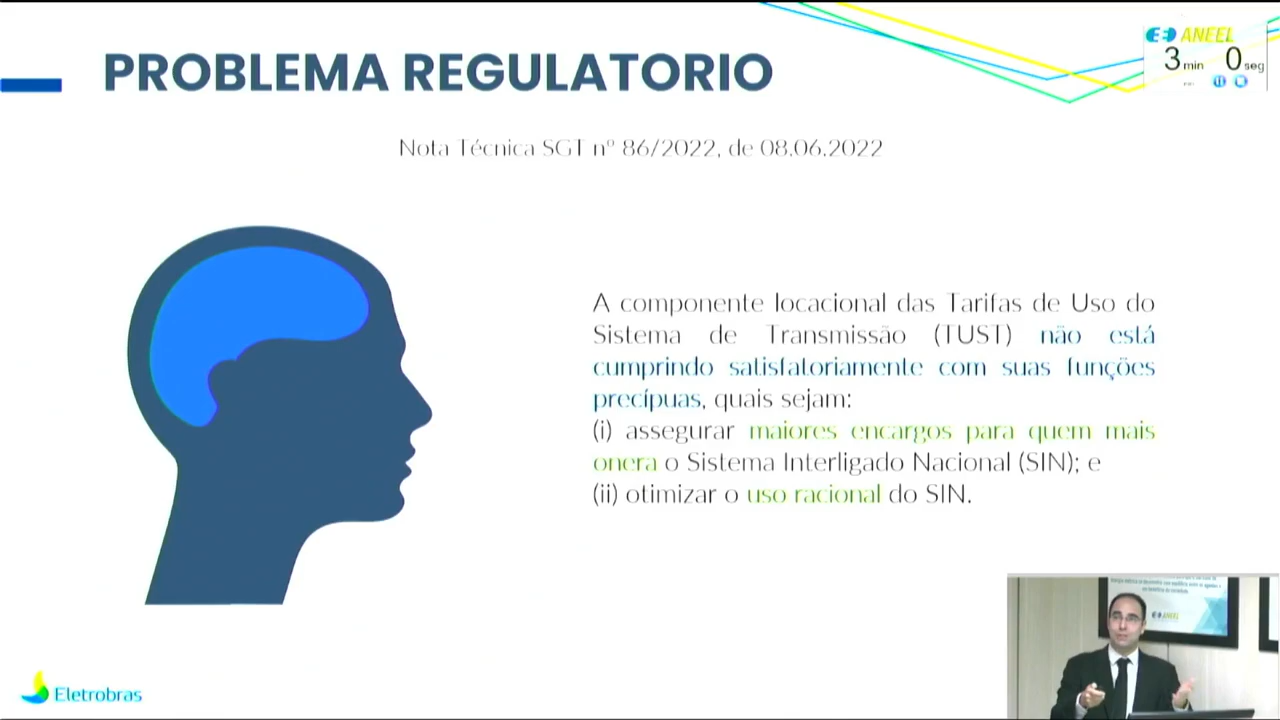 PROBLEMA REGULATORIO
ANEEL
3 min 0 seg
Nota Técnica SGT nº 86/2022, de 08.06.2022
A componente locacional das Tarifas de Uso do
Sistema de Transmissão (TUST) não está
cumprindo satisfatoriamente com suas funções
precípuas, quais sejam:
(i) assegurar maiores encargos para quem mais
onera o Sistema Interligado Nacional (SIN); e
(ii) otimizar o uso racional do SIN.
Eletrobras
ANEEL